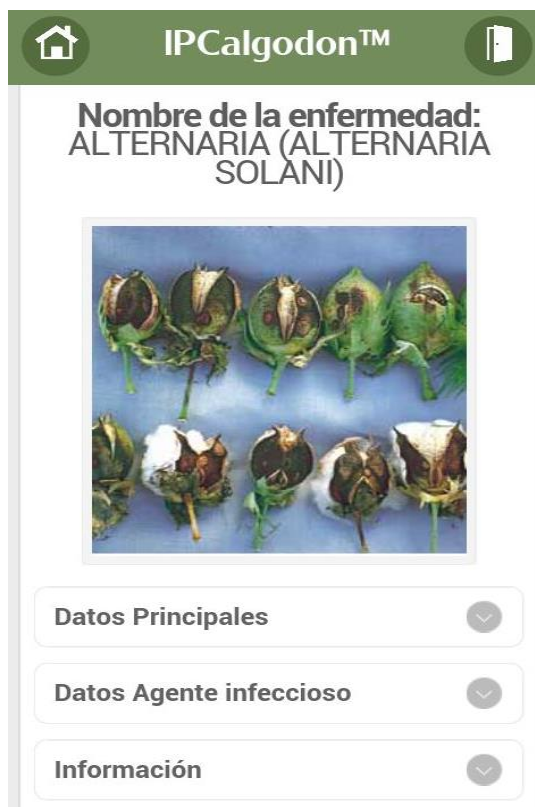 IPCalgodon™
Nombre de la enfermedad:
ALTERNARIA (ALTERNARIA
SOLANI)
Datos Principales
Datos Agente infeccioso
Información